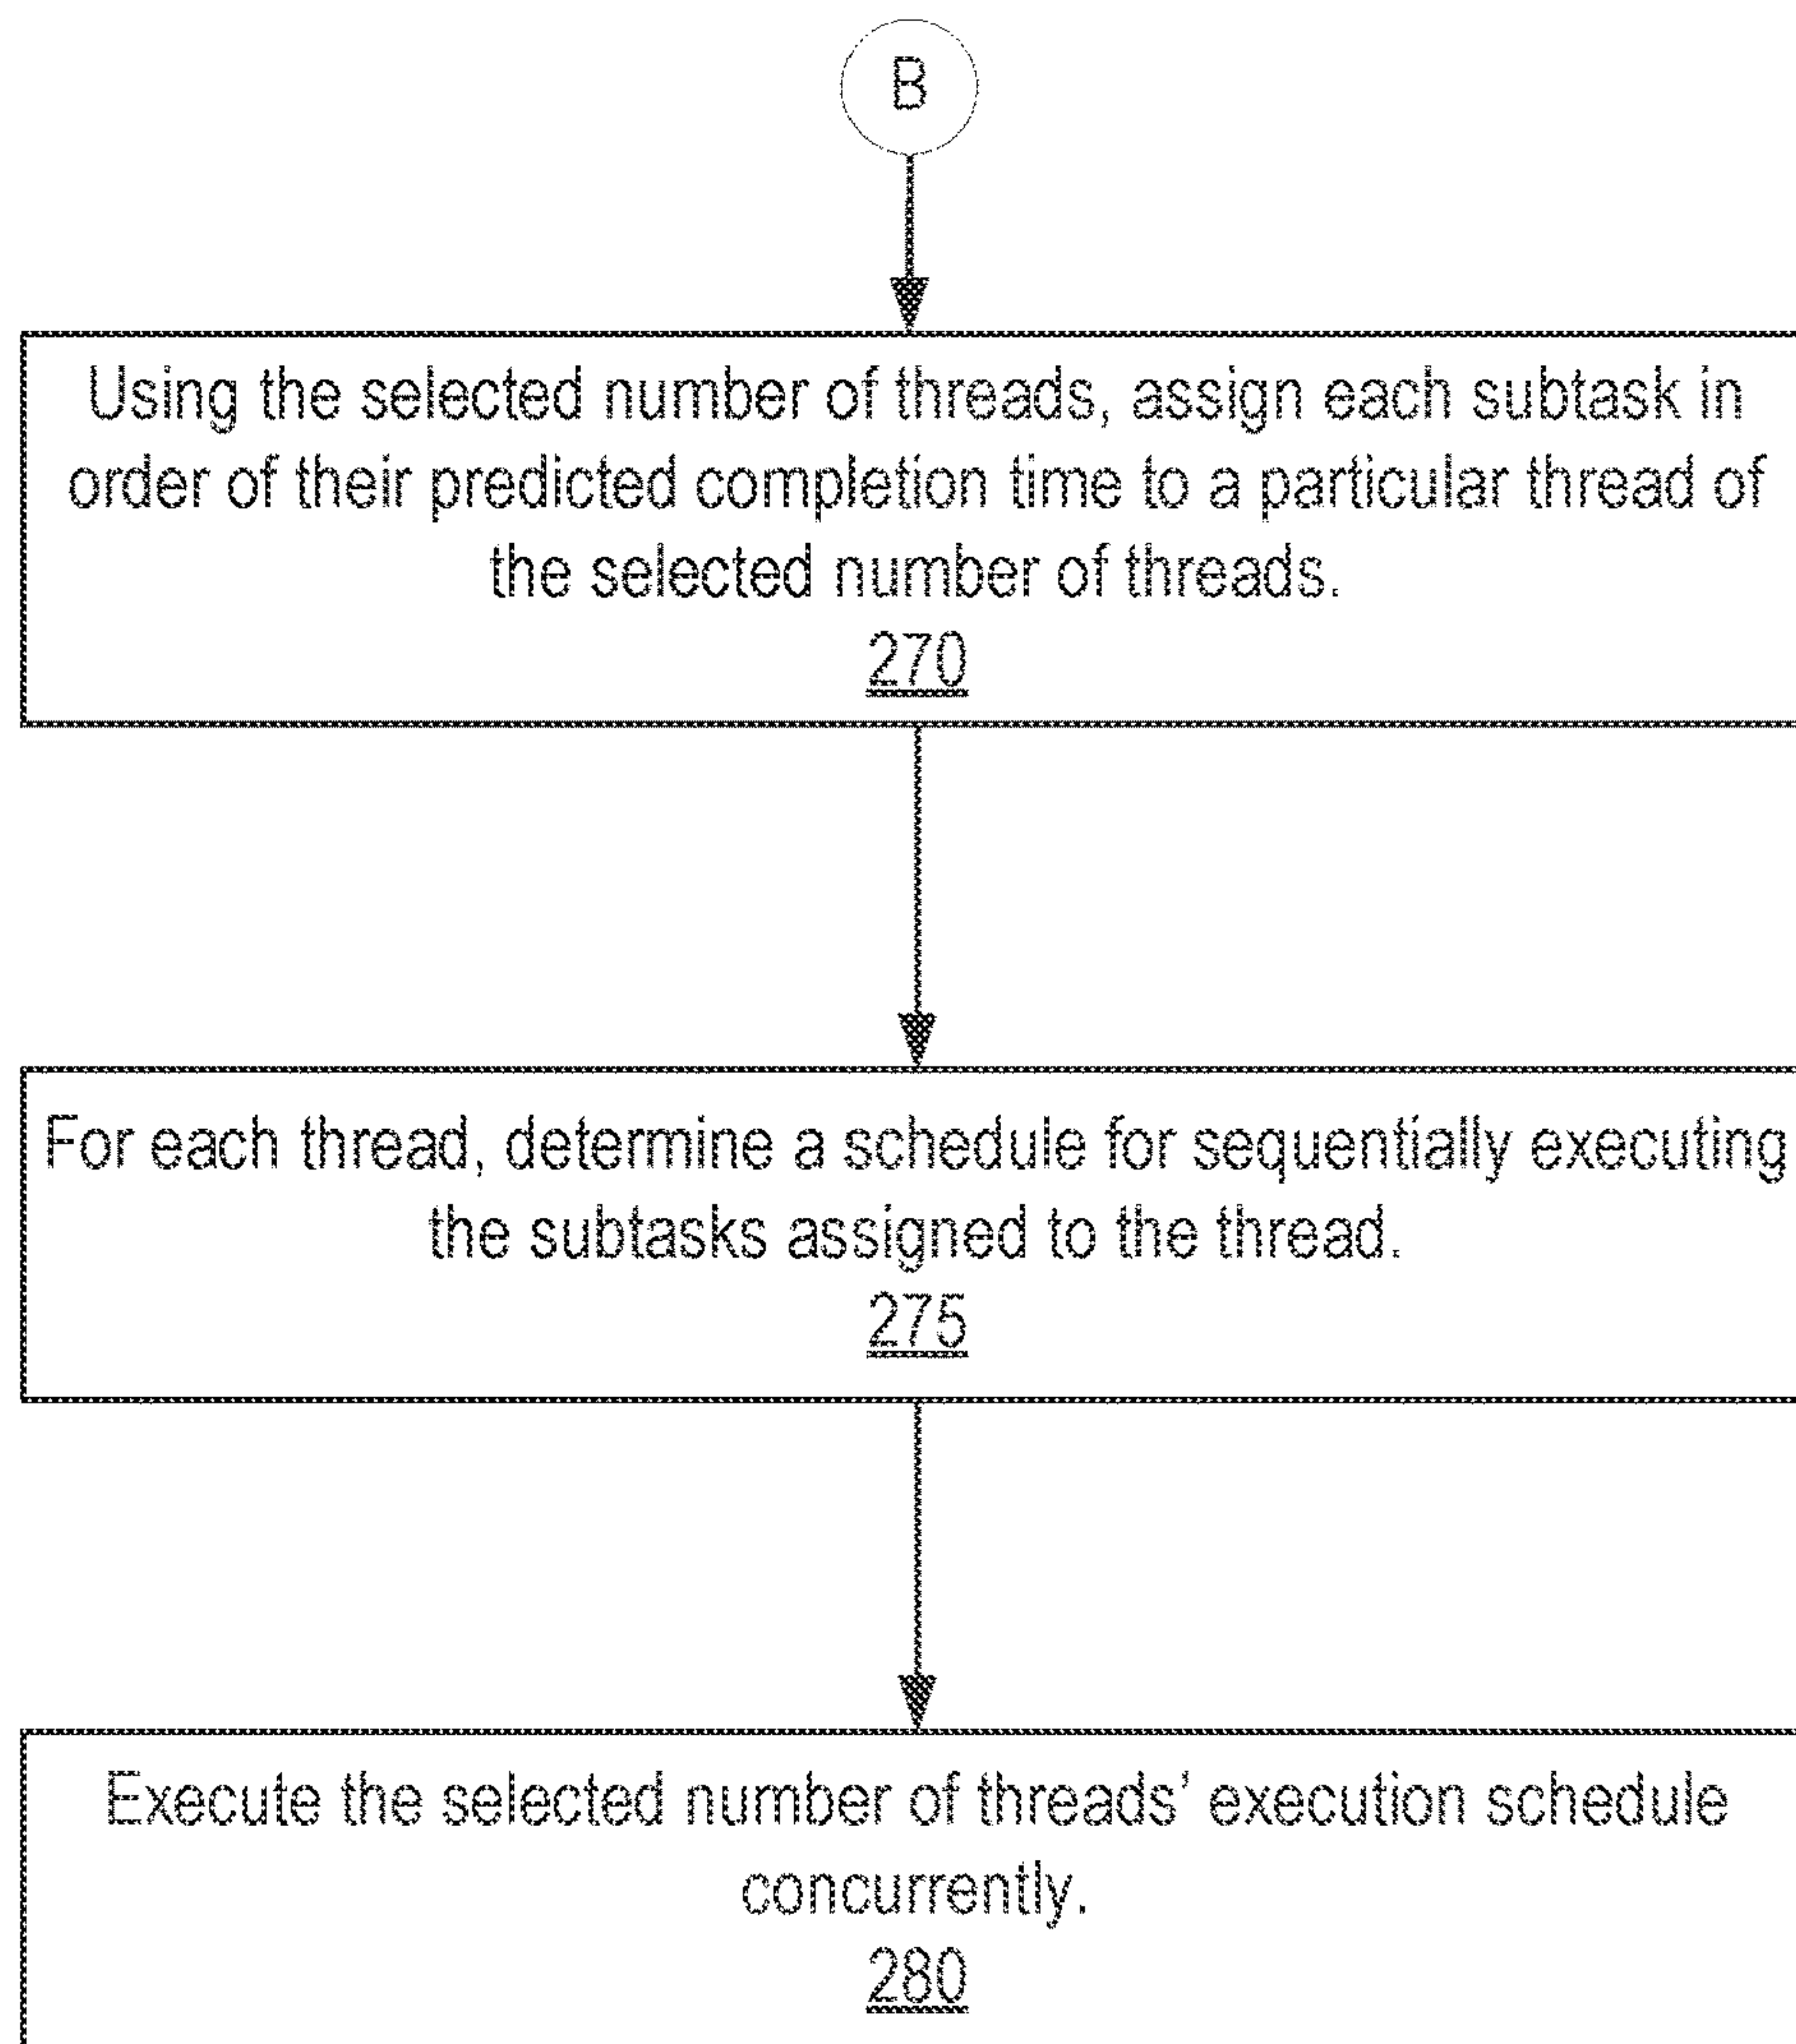 B
Using the selected number of threads, assign each subtask in
order of their predicted completion time to a particular thread of
the selected number of threads.
270
For each thread, determine a schedule for sequentially executing
the subtasks assigned to the thread.
275
Execute the selected number of threads’ execution schedule
concurrently.
280